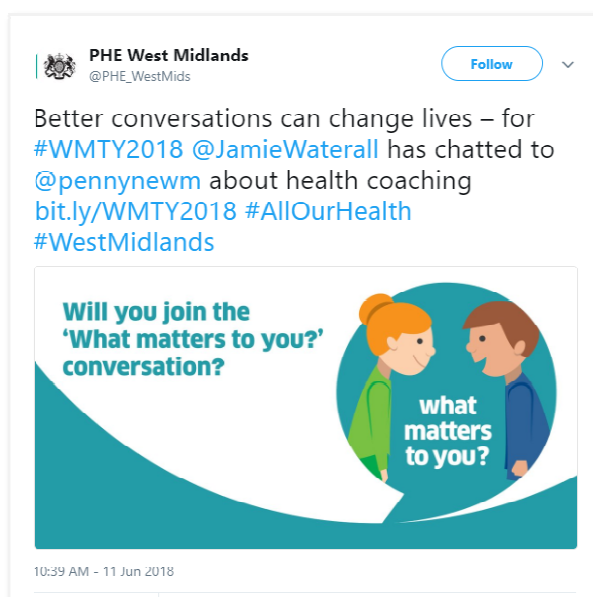 PHE West Midlands
@PHE_WestMids
Follow
Better conversations can change lives – for
#WMTY2018 @JamieWaterall has chatted to
@pennynewm about health coaching
bit.ly/WMTY2018 #AllOurHealth
#WestMidlands
Will you join the
‘What matters to you?’
conversation?
what
matters
to you?
10:39 AM - 11 Jun 2018